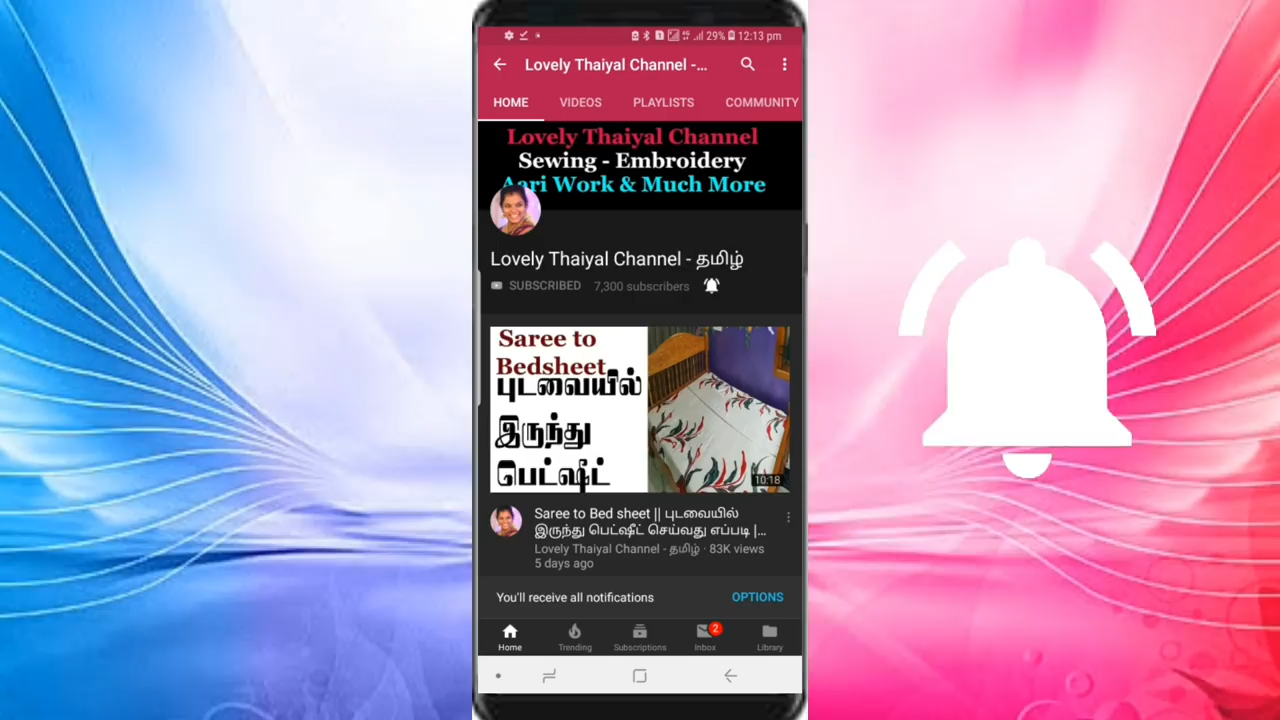 29% 12:13 pm
Lovely Thaiyal Channel -...
HOME VIDEOS PLAYLISTS COMMUNITY
Lovely Thaiyal Channel
Sewing - Embroidery
Aari Work & Much More
Lovely Thaiyal Channel - தமிழ்
SUBSCRIBED 7,300 subscribers
Saree to
Bedsheet
புடவையில்
இருந்து
பெட்ஷீட்
10:18
Saree to Bed sheet || புடவையில்
இருந்து பெட்ஷீட் செய்வது எப்படி |...
Lovely Thaiyal Channel - தமிழ் · 83K views
5 days ago
You'll receive all notifications OPTIONS
2
Home Trending Subscriptions Inbox Library